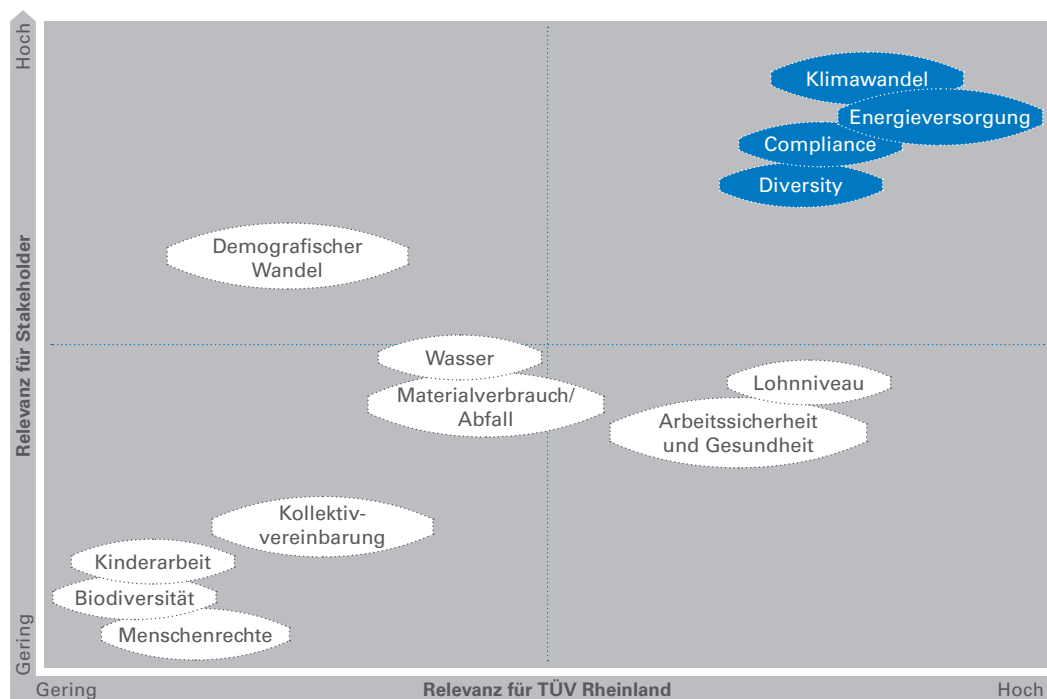 Hoch
Klimawandel
Energieversorgung
Compliance
Diversity
Demografischer
Wandel
Relevanz für Stakeholder
Wasser
Materialverbrauch/
Abfall
Lohnniveau
Arbeitssicherheit
und Gesundheit
Kollektiv-
vereinbarung
Kinderarbeit
Biodiversität
Menschenrechte
Gering
Gering
Relevanz für TÜV Rheinland
Hoch